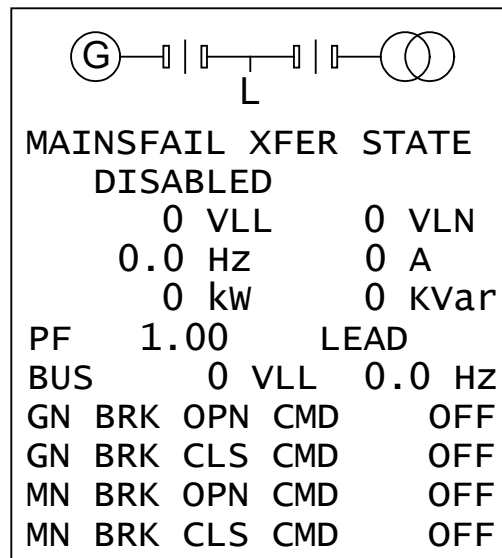 G
L
MAINSFAIL XFER STATE
DISABLED
0 VLL 0 VLN
0.0 Hz 0 A
0 kW 0 KVar
PF 1.00 LEAD
BUS 0 VLL 0.0 Hz
GN BRK OPN CMD OFF
GN BRK CLS CMD OFF
MN BRK OPN CMD OFF
MN BRK CLS CMD OFF